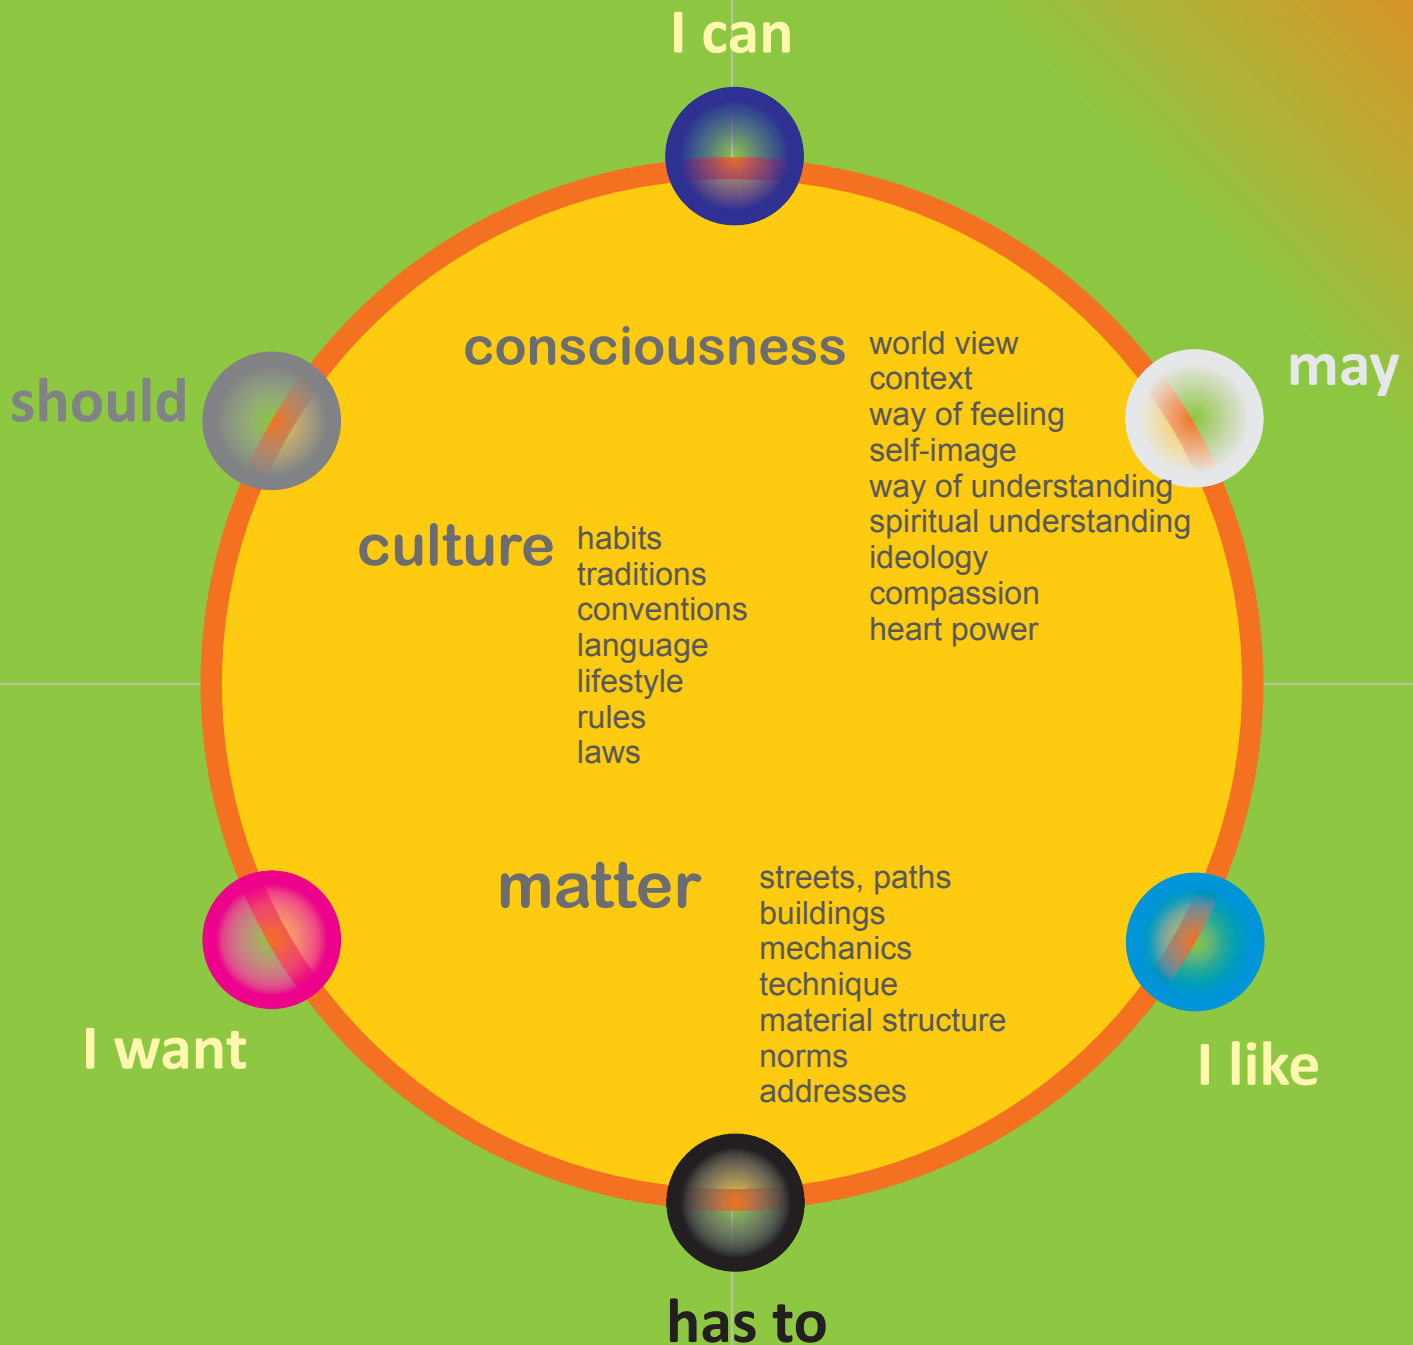 I can
should
may
consciousness
world view
context
way of feeling
self-image
way of understanding
spiritual understanding
ideology
compassion
heart power
culture
habits
traditions
conventions
language
lifestyle
rules
laws
matter
streets, paths
buildings
mechanics
technique
material structure
norms
addresses
I want
I like
has to